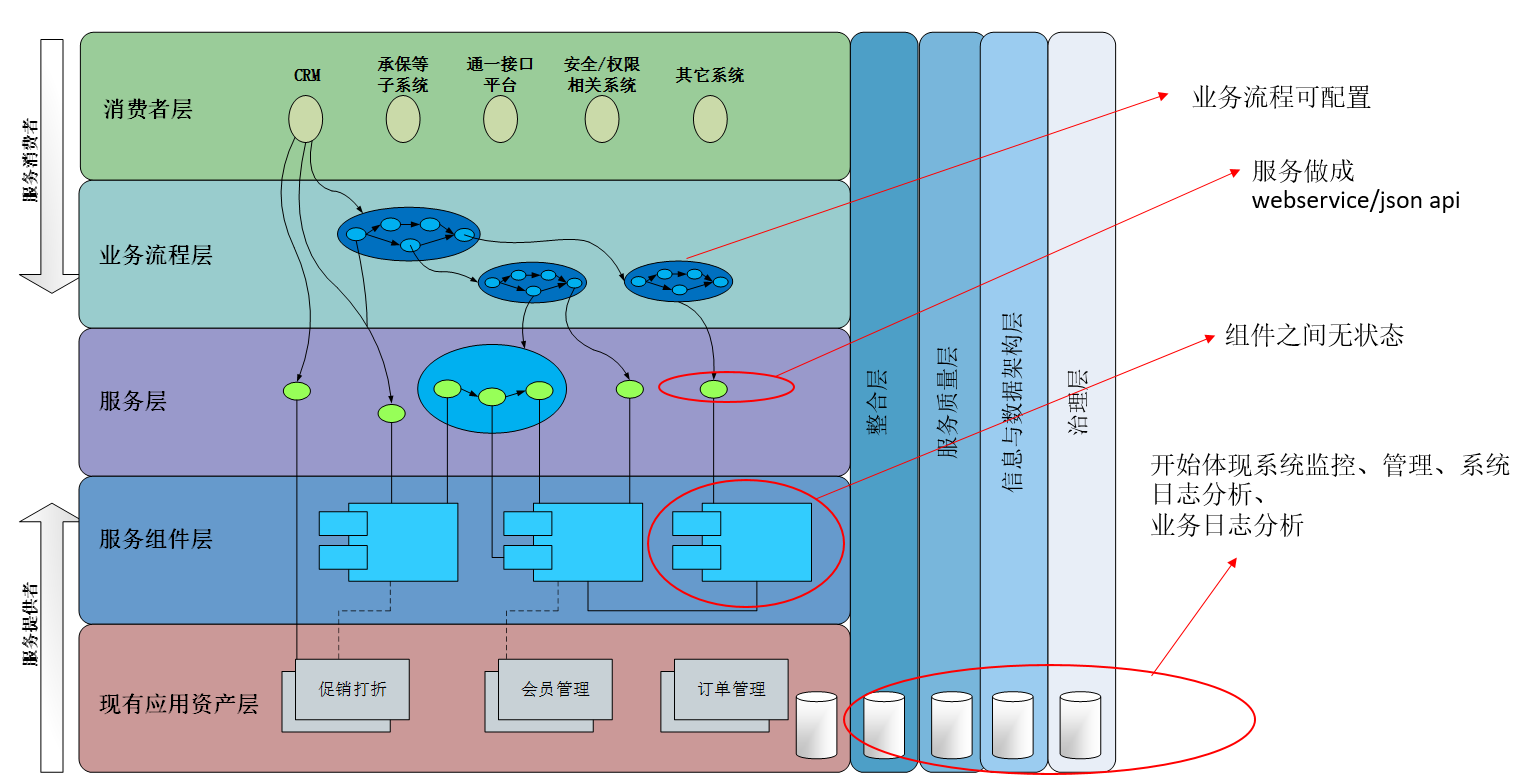 服务消费者
服务提供者
消费者层
CRM
承保等
子系统
通一接口
平台
安全/权限
相关系统
其它系统
业务流程层
服务层
服务组件层
现有应用资产层
促销打折
会员管理
订单管理
整合层
服务质量层
信息与数据架构层
治理层
业务流程可配置
服务做成
webservice/json api
组件之间无状态
开始体现系统监控、管理、系统
日志分析、
业务日志分析